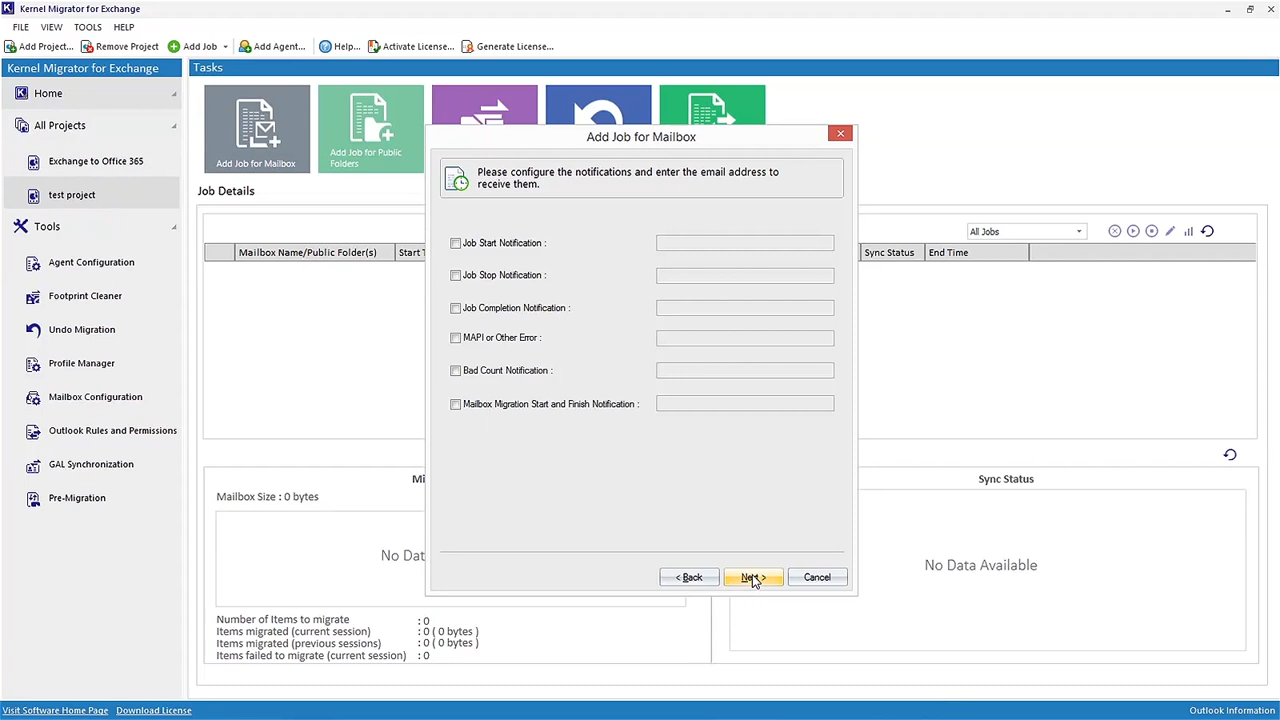 Kernel Migrator for Exchange
FILE VIEW TOOLS HELP
Add Project... Remove Project Add Job Add Agent... Help... Activate License... Generate License...
Kernel Migrator for Exchange
Home
All Projects
Exchange to Office 365
test project
Tools
Agent Configuration
Footprint Cleaner
Undo Migration
Profile Manager
Mailbox Configuration
Outlook Rules and Permissions
GAL Synchronization
Pre-Migration
Tasks
Add Job for Mailbox
Add Job for Public
Folders
Job Details
All Jobs
Mailbox Name/Public Folder(s) Start T Sync Status End Time
Add Job for Mailbox
Please configure the notifications and enter the email address to
receive them.
Job Start Notification :
Job Stop Notification :
Job Completion Notification :
MAPI or Other Error :
Bad Count Notification :
Mailbox Migration Start and Finish Notification :
< Back Next > Cancel
Mi
Mailbox Size : 0 bytes
No Dat
Number of Items to migrate : 0
Items migrated (current session) : 0 ( 0 bytes )
Items migrated (previous sessions) : 0 ( 0 bytes )
Items failed to migrate (current session) : 0
Sync Status
No Data Available
Visit Software Home Page Download License Outlook Information